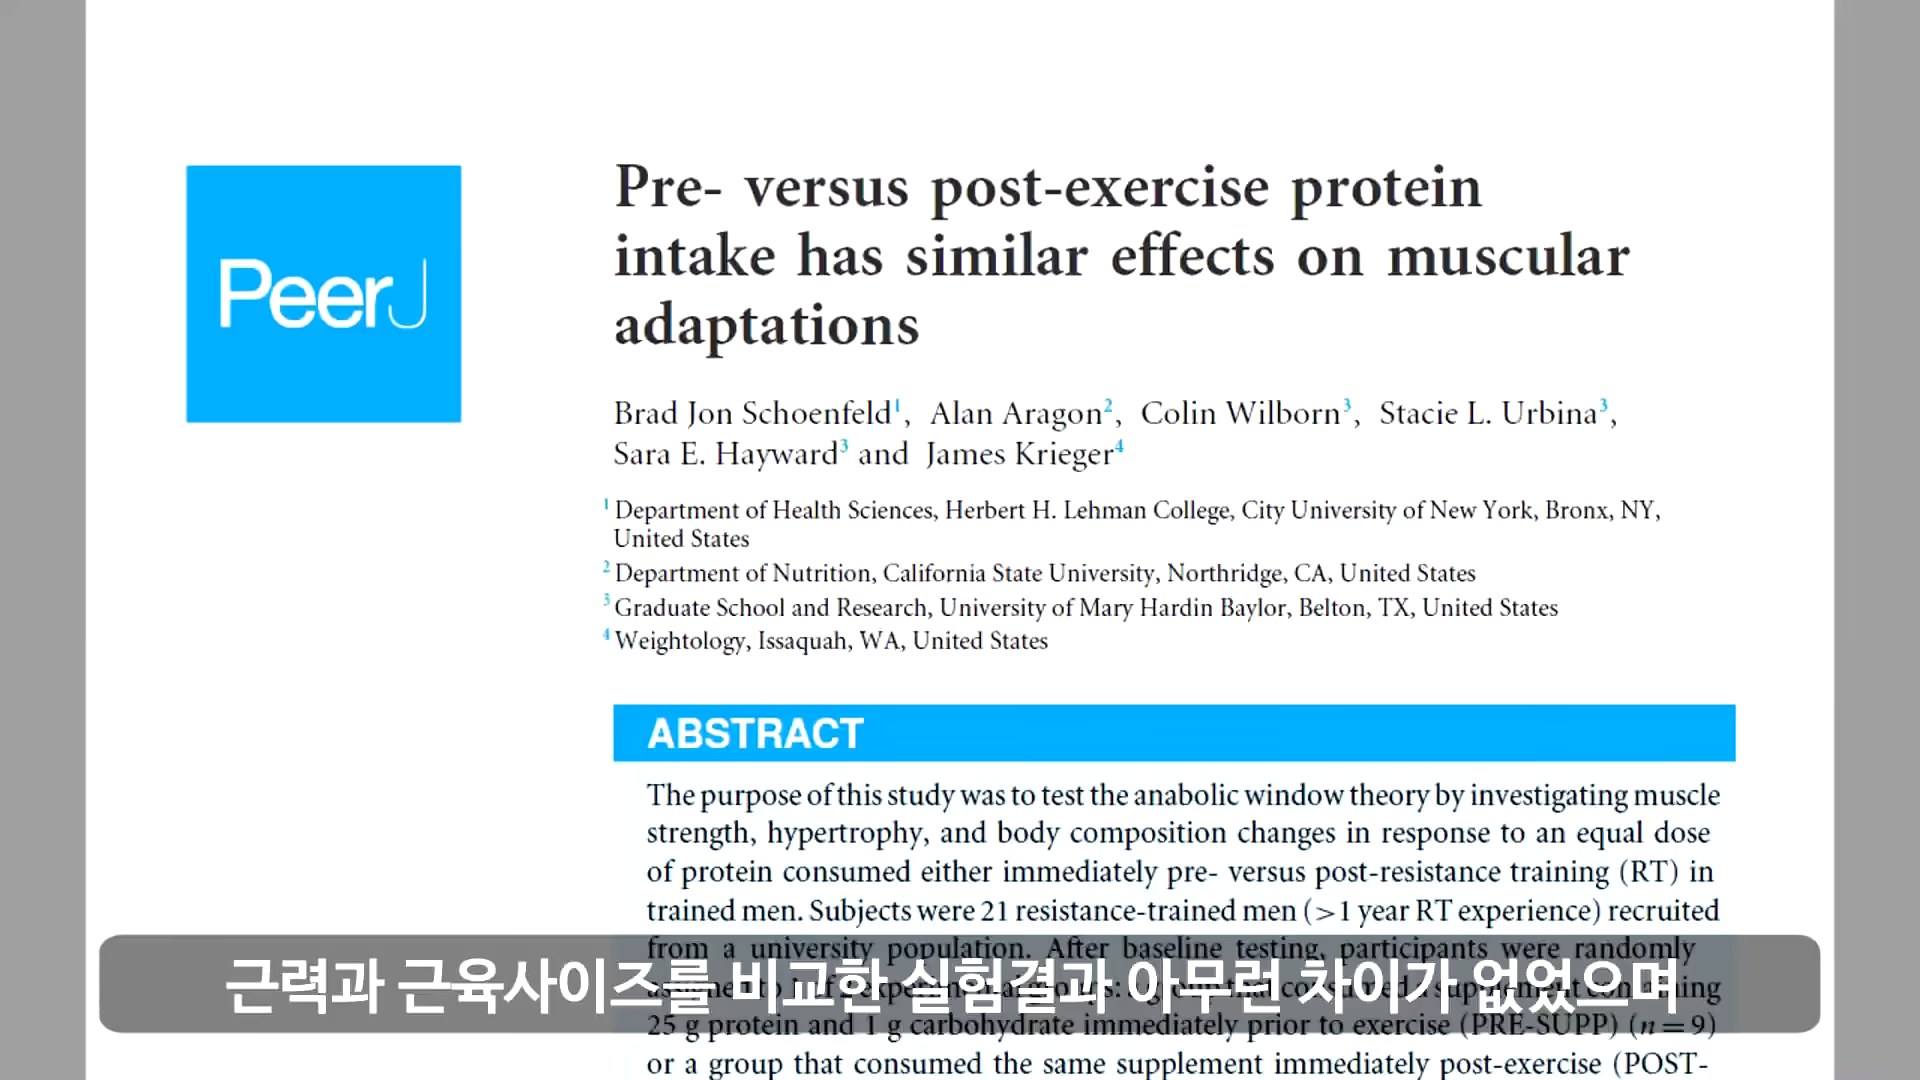 PeerJ
Pre- versus post-exercise protein
intake has similar effects on muscular
adaptations
Brad Jon Schoenfeld1, Alan Aragon2, Colin Wilborn3, Stacie L. Urbina3,
Sara E. Hayward3 and James Krieger4
1 Department of Health Sciences, Herbert H. Lehman College, City University of New York, Bronx, NY,
United States
2 Department of Nutrition, California State University, Northridge, CA, United States
3 Graduate School and Research, University of Mary Hardin Baylor, Belton, TX, United States
4 Weightology, Issaquah, WA, United States
ABSTRACT
The purpose of this study was to test the anabolic window theory by investigating muscle
strength, hypertrophy, and body composition changes in response to an equal dose
of protein consumed either immediately pre- versus post-resistance training (RT) in
trained men. Subjects were 21 resistance-trained men (>1 year RT experience) recruited
from a university population. After baseline testing, participants were randomly
근력과 근육사이즈를 비교한 실험결과 아무런 차이가 없었으며
25 g protein and 1 g carbohydrate immediately prior to exercise (PRE-SUPP) (n = 9)
or a group that consumed the same supplement immediately post-exercise (POST-